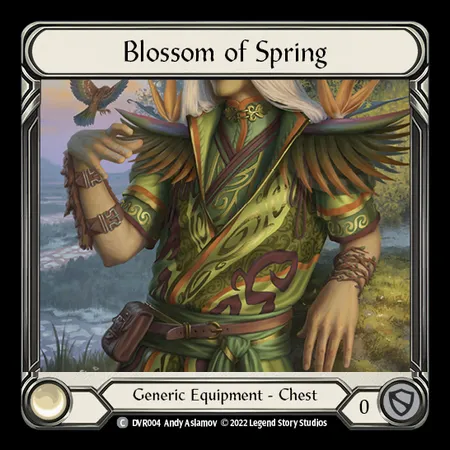 Blossom of Spring
Generic Equipment - Chest
0
C DVR004 Andy Aslamov © 2022 Legend Story Studios